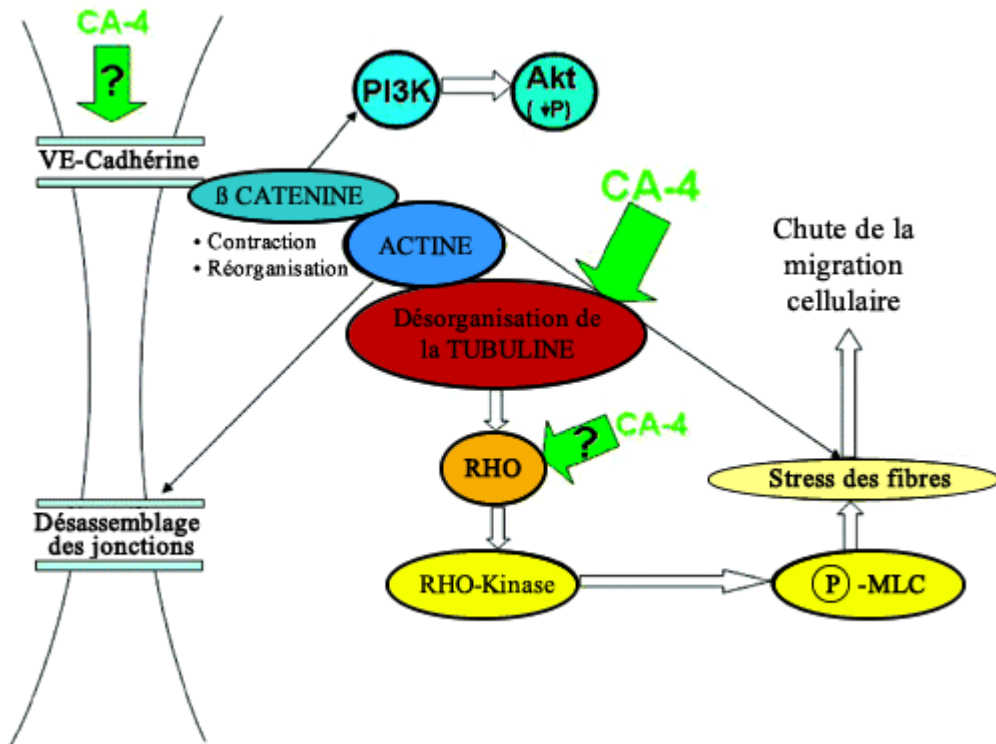 CA-4
?
VE-Cadhérine
PI3K
Akt
( ↓P)
ß CATENINE
• Contraction
• Réorganisation
ACTINE
CA-4
Désorganisation de
la TUBULINE
Chute de la
migration
cellulaire
? CA-4
RHO
Stress des fibres
Désassemblage
des jonctions
RHO-Kinase
P -MLC